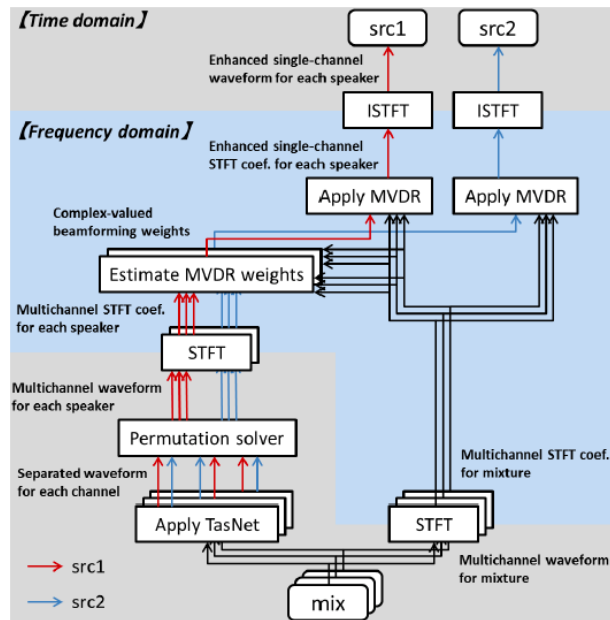 【Time domain】
src1
src2
Enhanced single-channel
waveform for each speaker
ISTFT
ISTFT
【Frequency domain】
Enhanced single-channel
STFT coef. for each speaker
Apply MVDR
Apply MVDR
Complex-valued
beamforming weights
Estimate MVDR weights
Multichannel STFT coef.
for each speaker
STFT
Multichannel waveform
for each speaker
Permutation solver
Separated waveform
for each channel
Multichannel STFT coef.
for mixture
Apply TasNet
STFT
Multichannel waveform
for mixture
src1
src2
mix